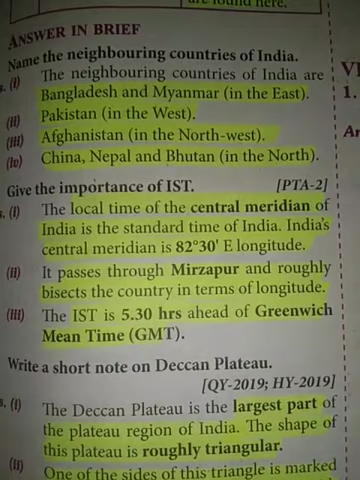 are found here.
ANSWER IN BRIEF
Name the neighbouring countries of India.
s. (i) The neighbouring countries of India are
Bangladesh and Myanmar (in the East).
(ii) Pakistan (in the West).
(iii) Afghanistan (in the North-west).
(iv) China, Nepal and Bhutan (in the North).
Give the importance of IST. [PTA-2]
s. (i) The local time of the central meridian of
India is the standard time of India. India's
central meridian is 82°30' E longitude.
(ii) It passes through Mirzapur and roughly
bisects the country in terms of longitude.
(iii) The IST is 5.30 hrs ahead of Greenwich
Mean Time (GMT).
Write a short note on Deccan Plateau.
[QY-2019; HY-2019]
s. (i) The Deccan Plateau is the largest part of
the plateau region of India. The shape of
this plateau is roughly triangular.
(ii) One of the sides of this triangle is marked
VI
1.
An